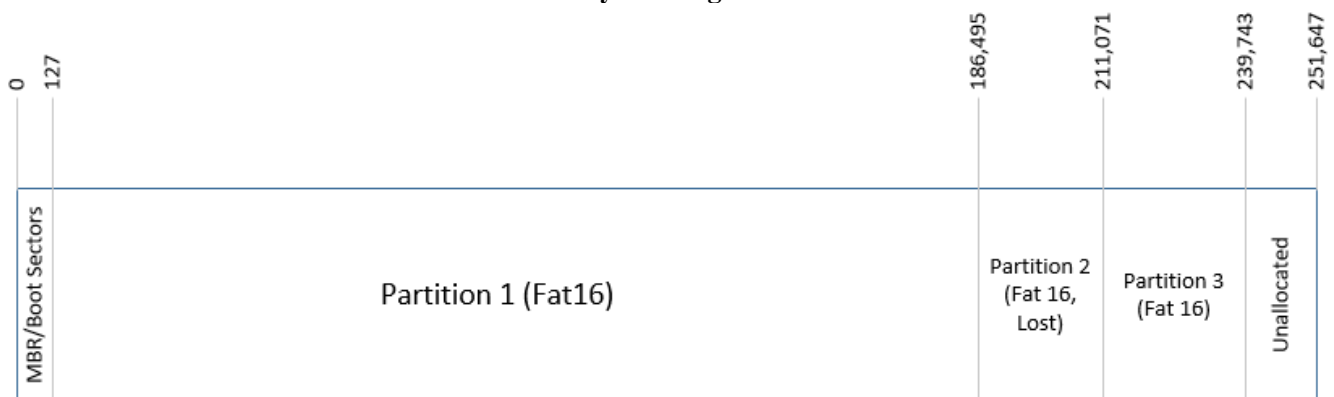 0
127
186,495
211,071
239,743
251,647
MBR/Boot Sectors
Partition 1 (Fat16)
Partition 2
(Fat 16,
Lost)
Partition 3
(Fat 16)
Unallocated